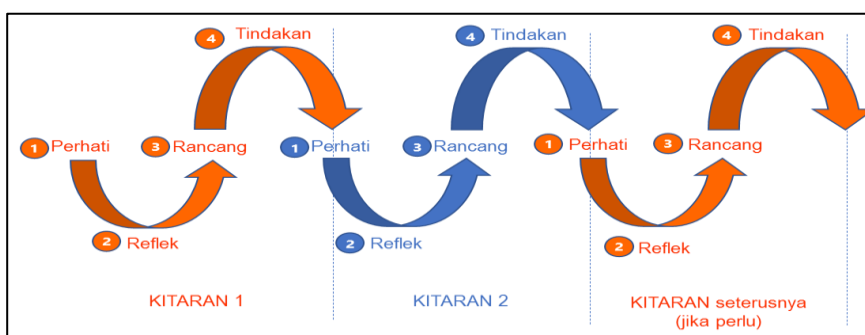 4 Tindakan
1 Perhati
3 Rancang
2 Reflek
KITARAN 1
4 Tindakan
1 Perhati
3 Rancang
2 Reflek
KITARAN 2
4 Tindakan
1 Perhati
3 Rancang
2 Reflek
KITARAN seterusnya
(jika perlu)